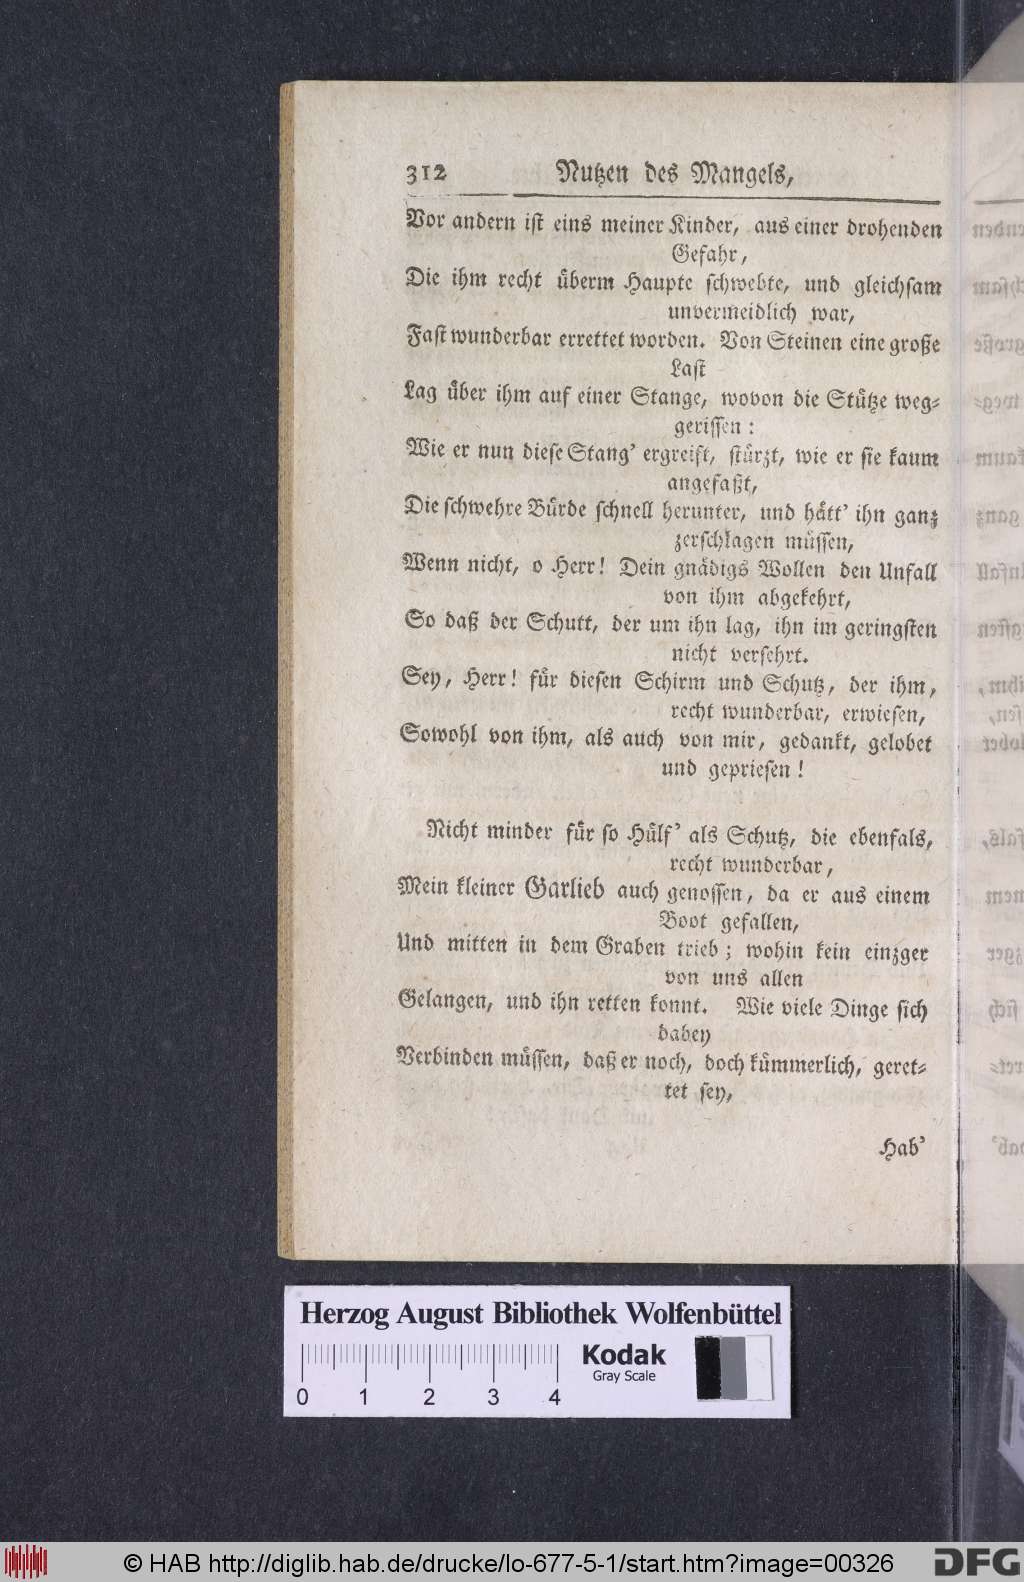 312 Nutzen des Mangels,
Vor andern ist eins meiner Kinder, aus einer drohenden
Gefahr,
Die ihm recht überm Haupte schwebte, und gleichsam
unvermeidlich war,
Fast wunderbar errettet worden. Von Steinen eine große
Last
Lag über ihm auf einer Stange, wovon die Stütze weg-
gerissen:
Wie er nun diese Stang' ergreift, stürzt, wie er sie kaum
angefaßt,
Die schwehre Bürde schnell herunter, und hätt' ihn ganz
zerschlagen müssen,
Wenn nicht, o Herr! Dein gnädigs Wollen den Unfall
von ihm abgekehrt,
So daß der Schutt, der um ihn lag, ihn im geringsten
nicht versehrt.
Sey, Herr! für diesen Schirm und Schutz, der ihm,
recht wunderbar, erwiesen,
Sowohl von ihm, als auch von mir, gedankt, gelobet
und gepriesen!
Nicht minder für so Hülf' als Schutz, die ebenfals,
recht wunderbar,
Mein kleiner Garlieb auch genossen, da er aus einem
Boot gefallen,
Und mitten in dem Graben trieb; wohin kein einzger
von uns allen
Gelangen, und ihn retten konnt. Wie viele Dinge sich
dabey
Verbinden müssen, daß er noch, doch kümmerlich, geret-
tet sey,
Hab'
Herzog August Bibliothek Wolfenbüttel
0 1 2 3 4
Kodak
Gray Scale
© HAB http://diglib.hab.de/drucke/lo-677-5-1/start.htm?image=00326
DFG